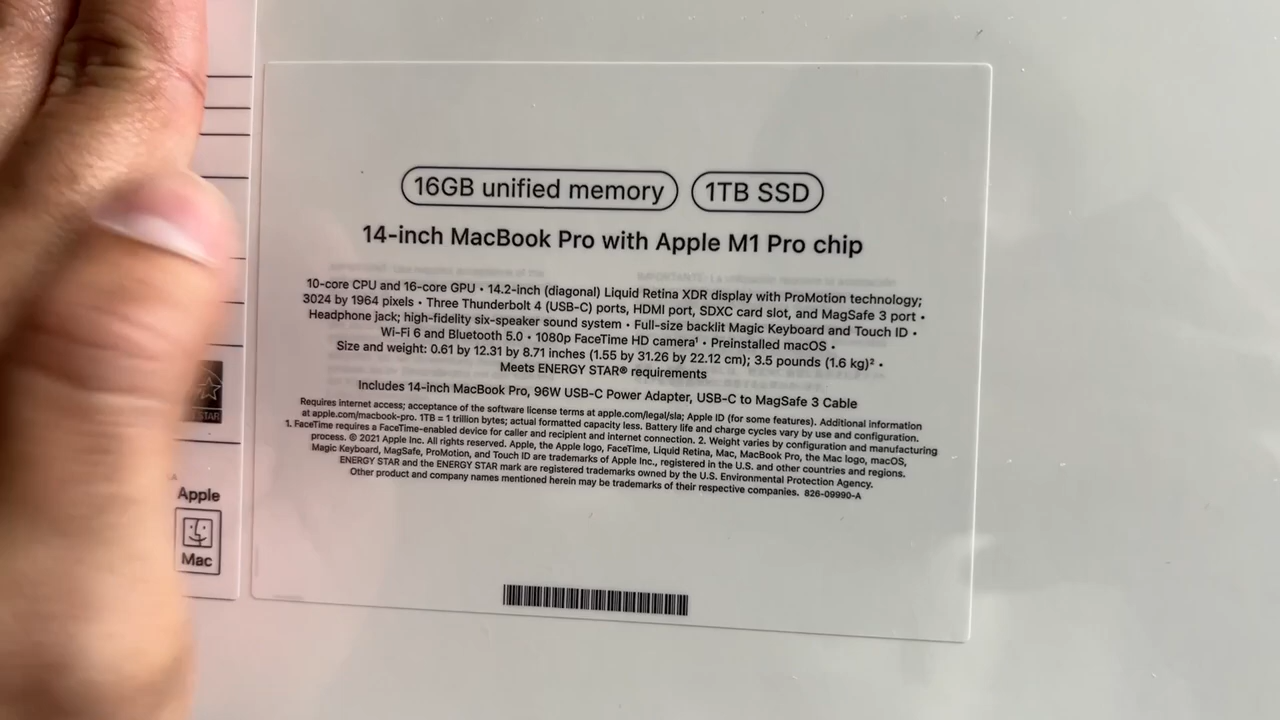 16GB unified memory
1TB SSD
14-inch MacBook Pro with Apple M1 Pro chip
10-core CPU and 16-core GPU • 14.2-inch (diagonal) Liquid Retina XDR display with ProMotion technology;
3024 by 1964 pixels • Three Thunderbolt 4 (USB-C) ports, HDMI port, SDXC card slot, and MagSafe 3 port •
Headphone jack; high-fidelity six-speaker sound system • Full-size backlit Magic Keyboard and Touch ID •
Wi-Fi 6 and Bluetooth 5.0 • 1080p FaceTime HD camera¹ • Preinstalled macOS •
Size and weight: 0.61 by 12.31 by 8.71 inches (1.55 by 31.26 by 22.12 cm); 3.5 pounds (1.6 kg)² •
Meets ENERGY STAR® requirements
Includes 14-inch MacBook Pro, 96W USB-C Power Adapter, USB-C to MagSafe 3 Cable
Requires internet access; acceptance of the software license terms at apple.com/legal/sla; Apple ID (for some features). Additional information
at apple.com/macbook-pro. 1TB = 1 trillion bytes; actual formatted capacity less. Battery life and charge cycles vary by use and configuration.
1. FaceTime requires a FaceTime-enabled device for caller and recipient and internet connection. 2. Weight varies by configuration and manufacturing
process. © 2021 Apple Inc. All rights reserved. Apple, the Apple logo, FaceTime, Liquid Retina, Mac, MacBook Pro, the Mac logo, macOS,
Magic Keyboard, MagSafe, ProMotion, and Touch ID are trademarks of Apple Inc., registered in the U.S. and other countries and regions.
ENERGY STAR and the ENERGY STAR mark are registered trademarks owned by the U.S. Environmental Protection Agency.
Other product and company names mentioned herein may be trademarks of their respective companies. 826-09990-A
STAR
Apple
Mac